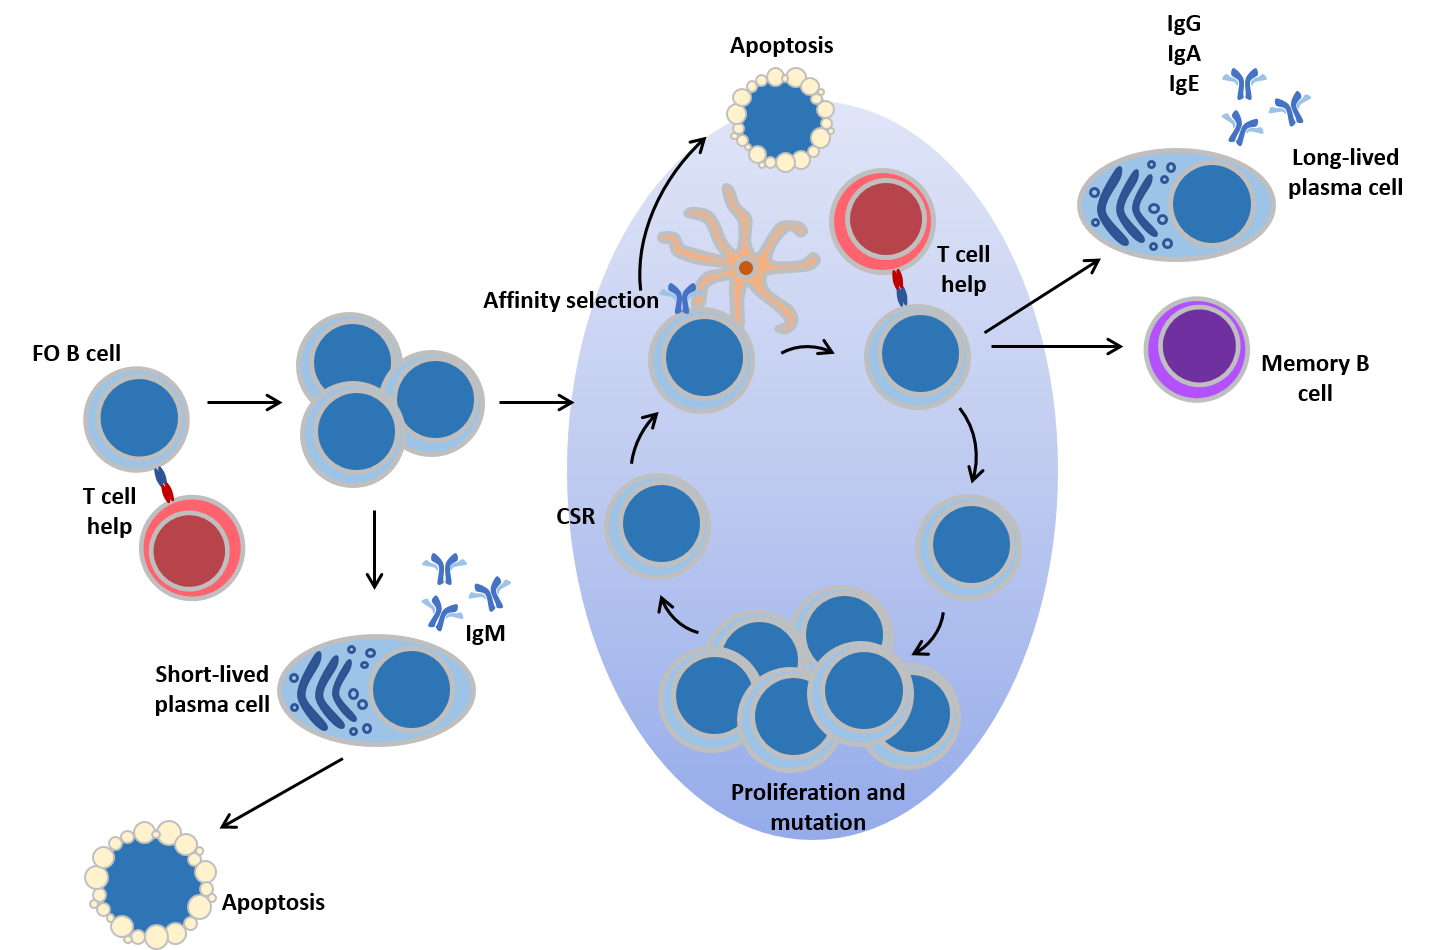 FO B cell
T cell
help
Short-lived
plasma cell
IgM
Apoptosis
Apoptosis
Affinity selection
T cell
help
CSR
Proliferation and
mutation
IgG
IgA
IgE
Long-lived
plasma cell
Memory B
cell